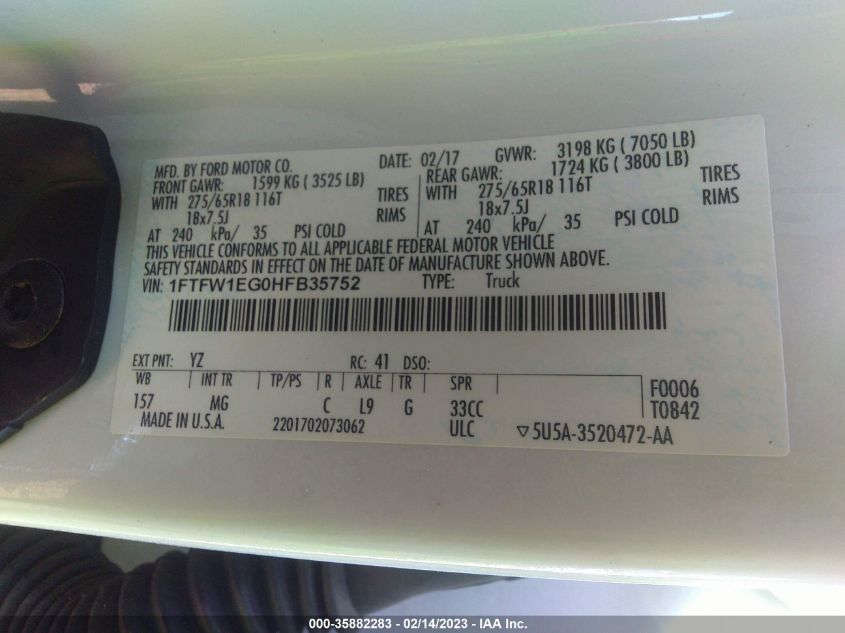 MFD. BY FORD MOTOR CO. DATE: 02/17 GVWR: 3198 KG ( 7050 LB)
FRONT GAWR: 1599 KG ( 3525 LB) REAR GAWR: 1724 KG ( 3800 LB)
WITH 275/65R18 116T TIRES WITH 275/65R18 116T TIRES
18x7.5J RIMS 18x7.5J RIMS
AT 240 kPa/ 35 PSI COLD AT 240 kPa/ 35 PSI COLD
THIS VEHICLE CONFORMS TO ALL APPLICABLE FEDERAL MOTOR VEHICLE
SAFETY STANDARDS IN EFFECT ON THE DATE OF MANUFACTURE SHOWN ABOVE.
VIN: 1FTFW1EG0HFB35752 TYPE: Truck
EXT PNT: YZ RC: 41 DSO:
WB INT TR TP/PS R AXLE TR SPR F0006
157 MG C L9 G 33CC T0842
MADE IN U.S.A. 2201702073062 ULC ▽5U5A-3520472-AA
000-35882283 - 02/14/2023 - IAA Inc.